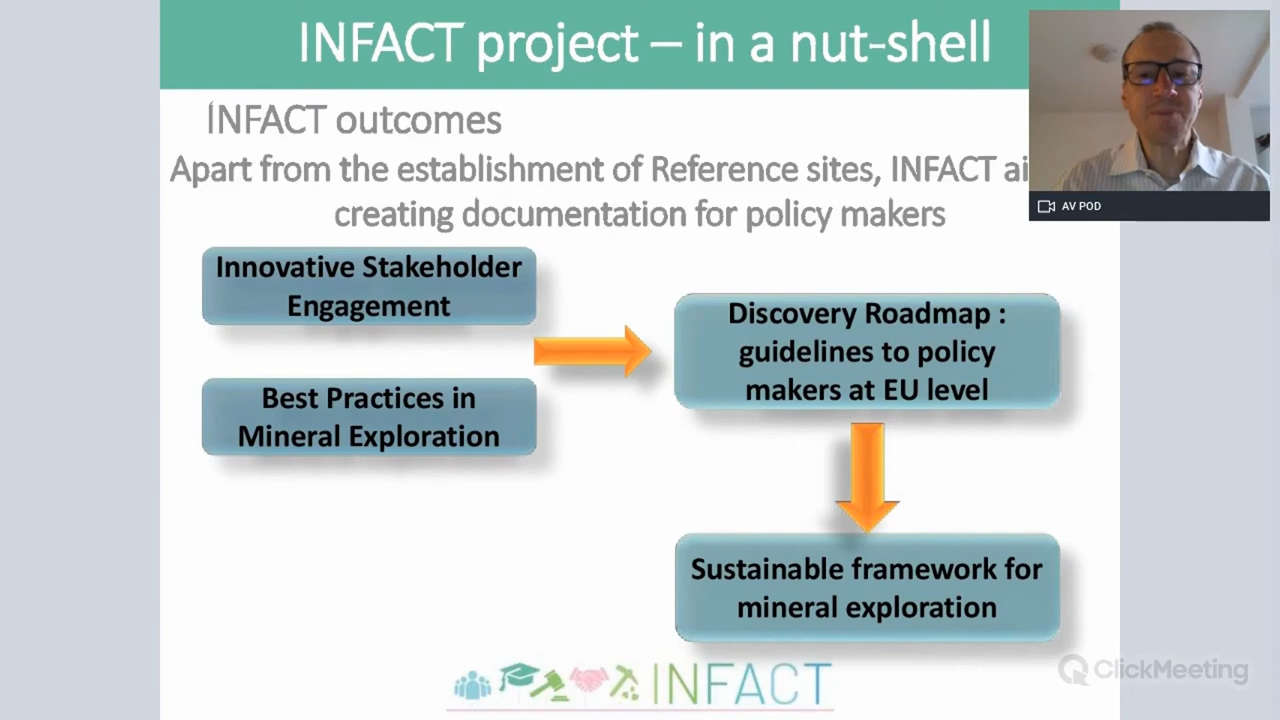 INFACT project – in a nut-shell
INFACT outcomes
Apart from the establishment of Reference sites, INFACT
creating documentation for policy makers
AV POD
Innovative Stakeholder
Engagement
Best Practices in
Mineral Exploration
Discovery Roadmap :
guidelines to policy
makers at EU level
Sustainable framework for
mineral exploration
INFACT
ClickMeeting